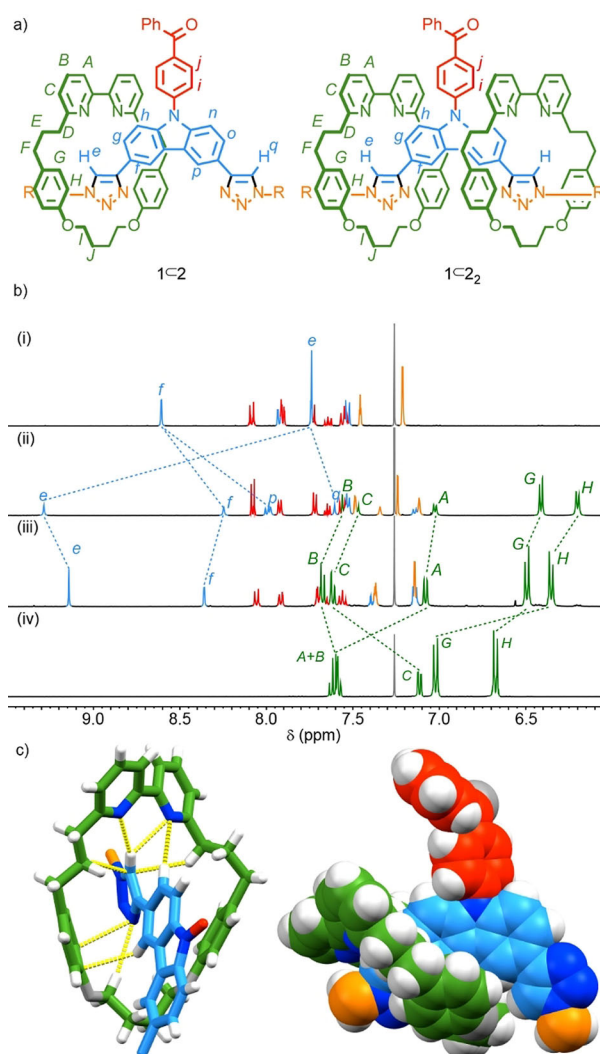 a)
Ph O
j
i
B A
C
E
D
F
G
H
R
I
J
N
N
N
N N
O O
g
h
e
H
f
N
n
o
p
q
H
N
N
N
R
1⊂2
Ph O
j
i
B A
C
E
D
F
G
H
R
I
J
N
N
N
N N
O O
g
h
e
H
f
N
N
N
H
N
N
N
R
O O
1⊂2₂
b)
(i)
f
e
(ii)
e
f
p
q
B
C
A
G
H
(iii)
e
f
B
C
A
G
H
(iv)
A+B
C
G
H
9.0 8.5 8.0 7.5 7.0 6.5
δ (ppm)
c)